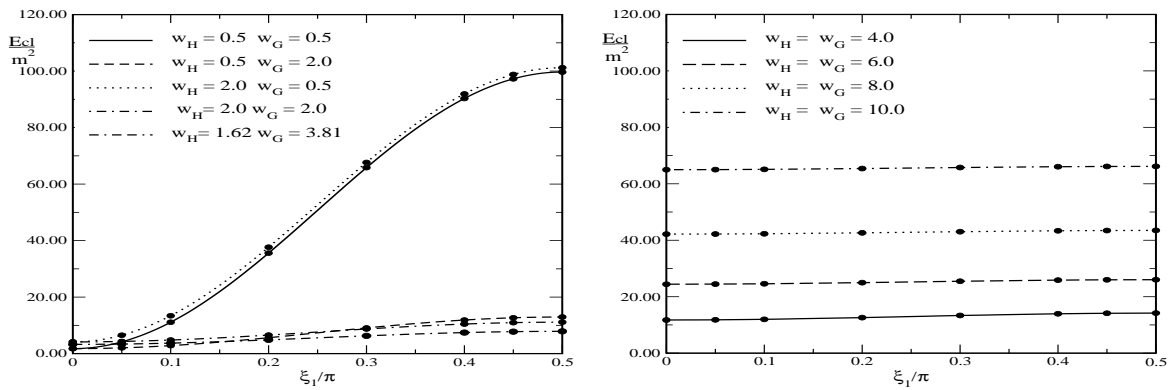 120.00
100.00
80.00
60.00
40.00
20.00
0.00
Ecl
m²
w_H = 0.5 w_G = 0.5
w_H = 0.5 w_G = 2.0
w_H = 2.0 w_G = 0.5
w_H = 2.0 w_G = 2.0
w_H = 1.62 w_G = 3.81
0 0.1 0.2 0.3 0.4 0.5
ξ₁/π
120.00
100.00
80.00
60.00
40.00
20.00
0.00
Ecl
m²
w_H = w_G = 4.0
w_H = w_G = 6.0
w_H = w_G = 8.0
w_H = w_G = 10.0
0 0.1 0.2 0.3 0.4 0.5
ξ₁/π